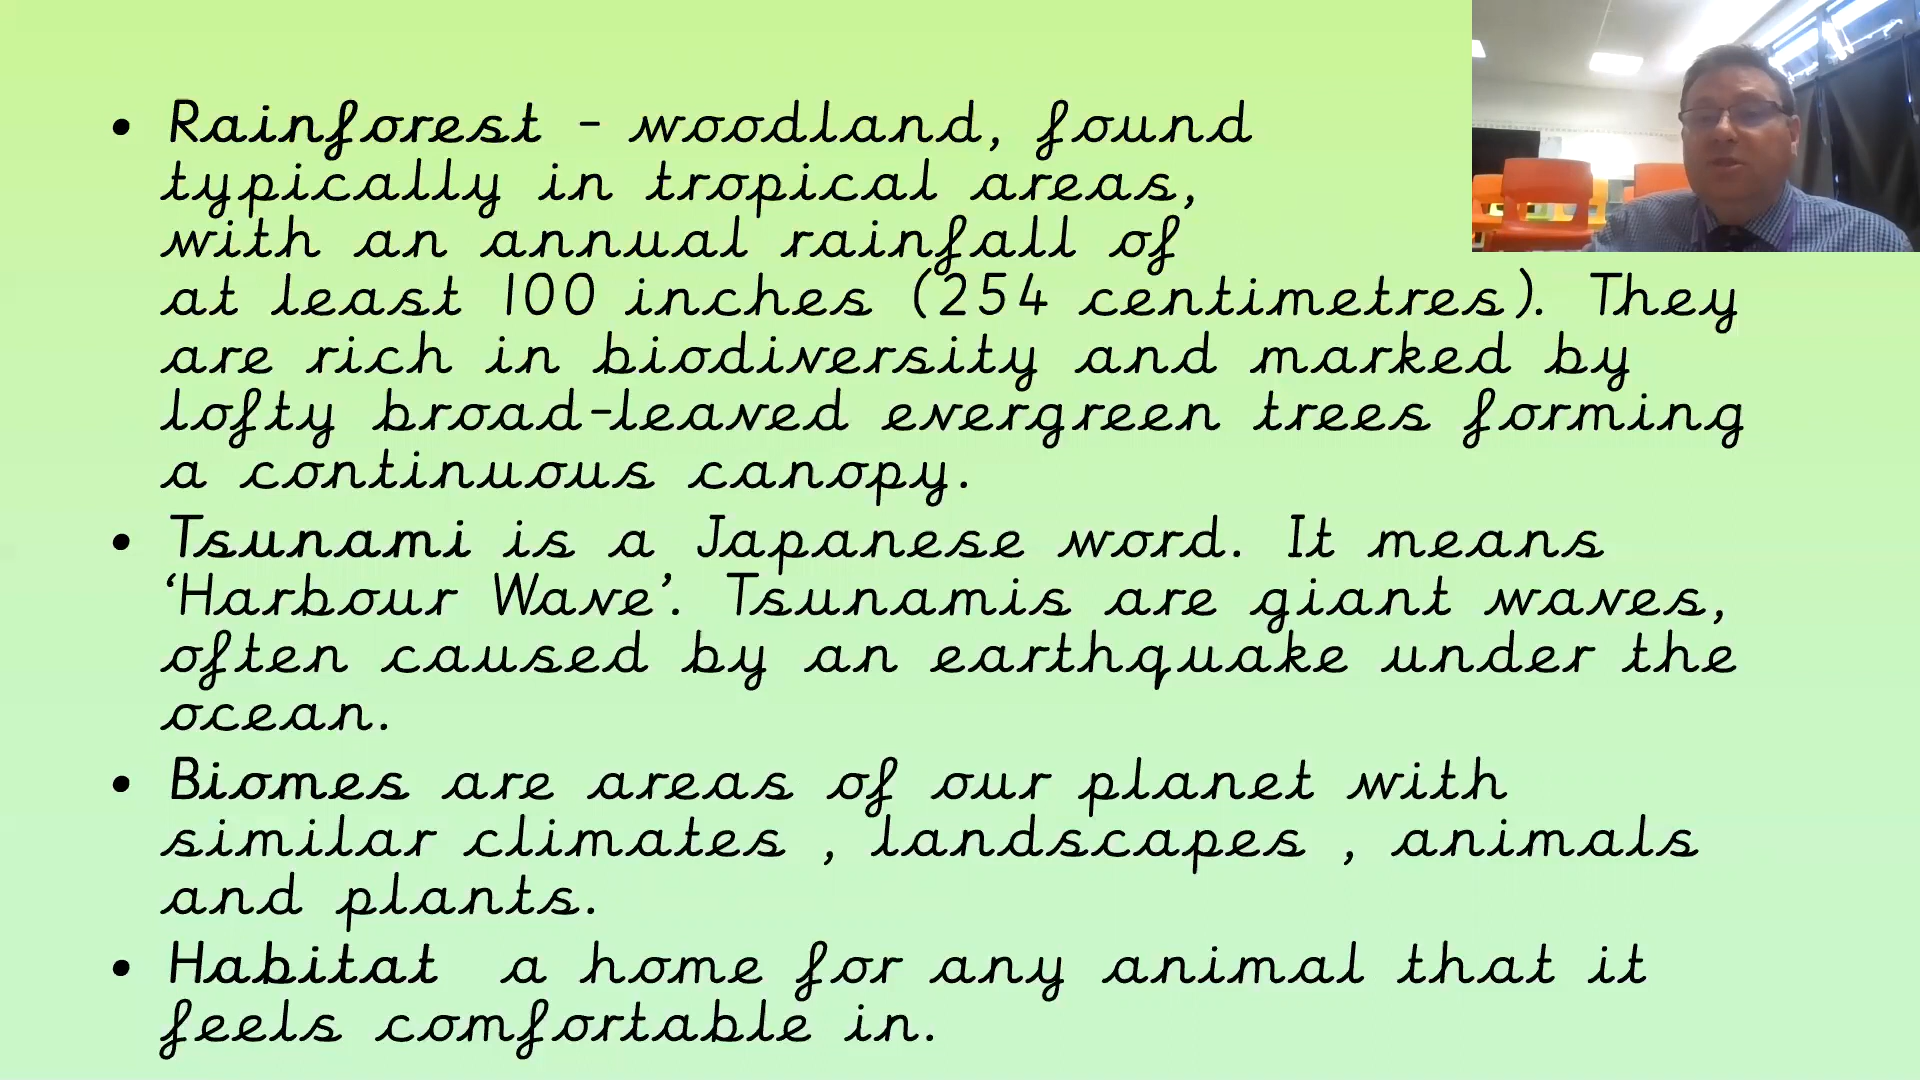 • Rainforest - woodland, found
typically in tropical areas,
with an annual rainfall of
at least 100 inches (254 centimetres). They
are rich in biodiversity and marked by
lofty broad-leaved evergreen trees forming
a continuous canopy.
• Tsunami is a Japanese word. It means
‘Harbour Wave’. Tsunamis are giant waves,
often caused by an earthquake under the
ocean.
• Biomes are areas of our planet with
similar climates , landscapes , animals
and plants.
• Habitat  a home for any animal that it
feels comfortable in.